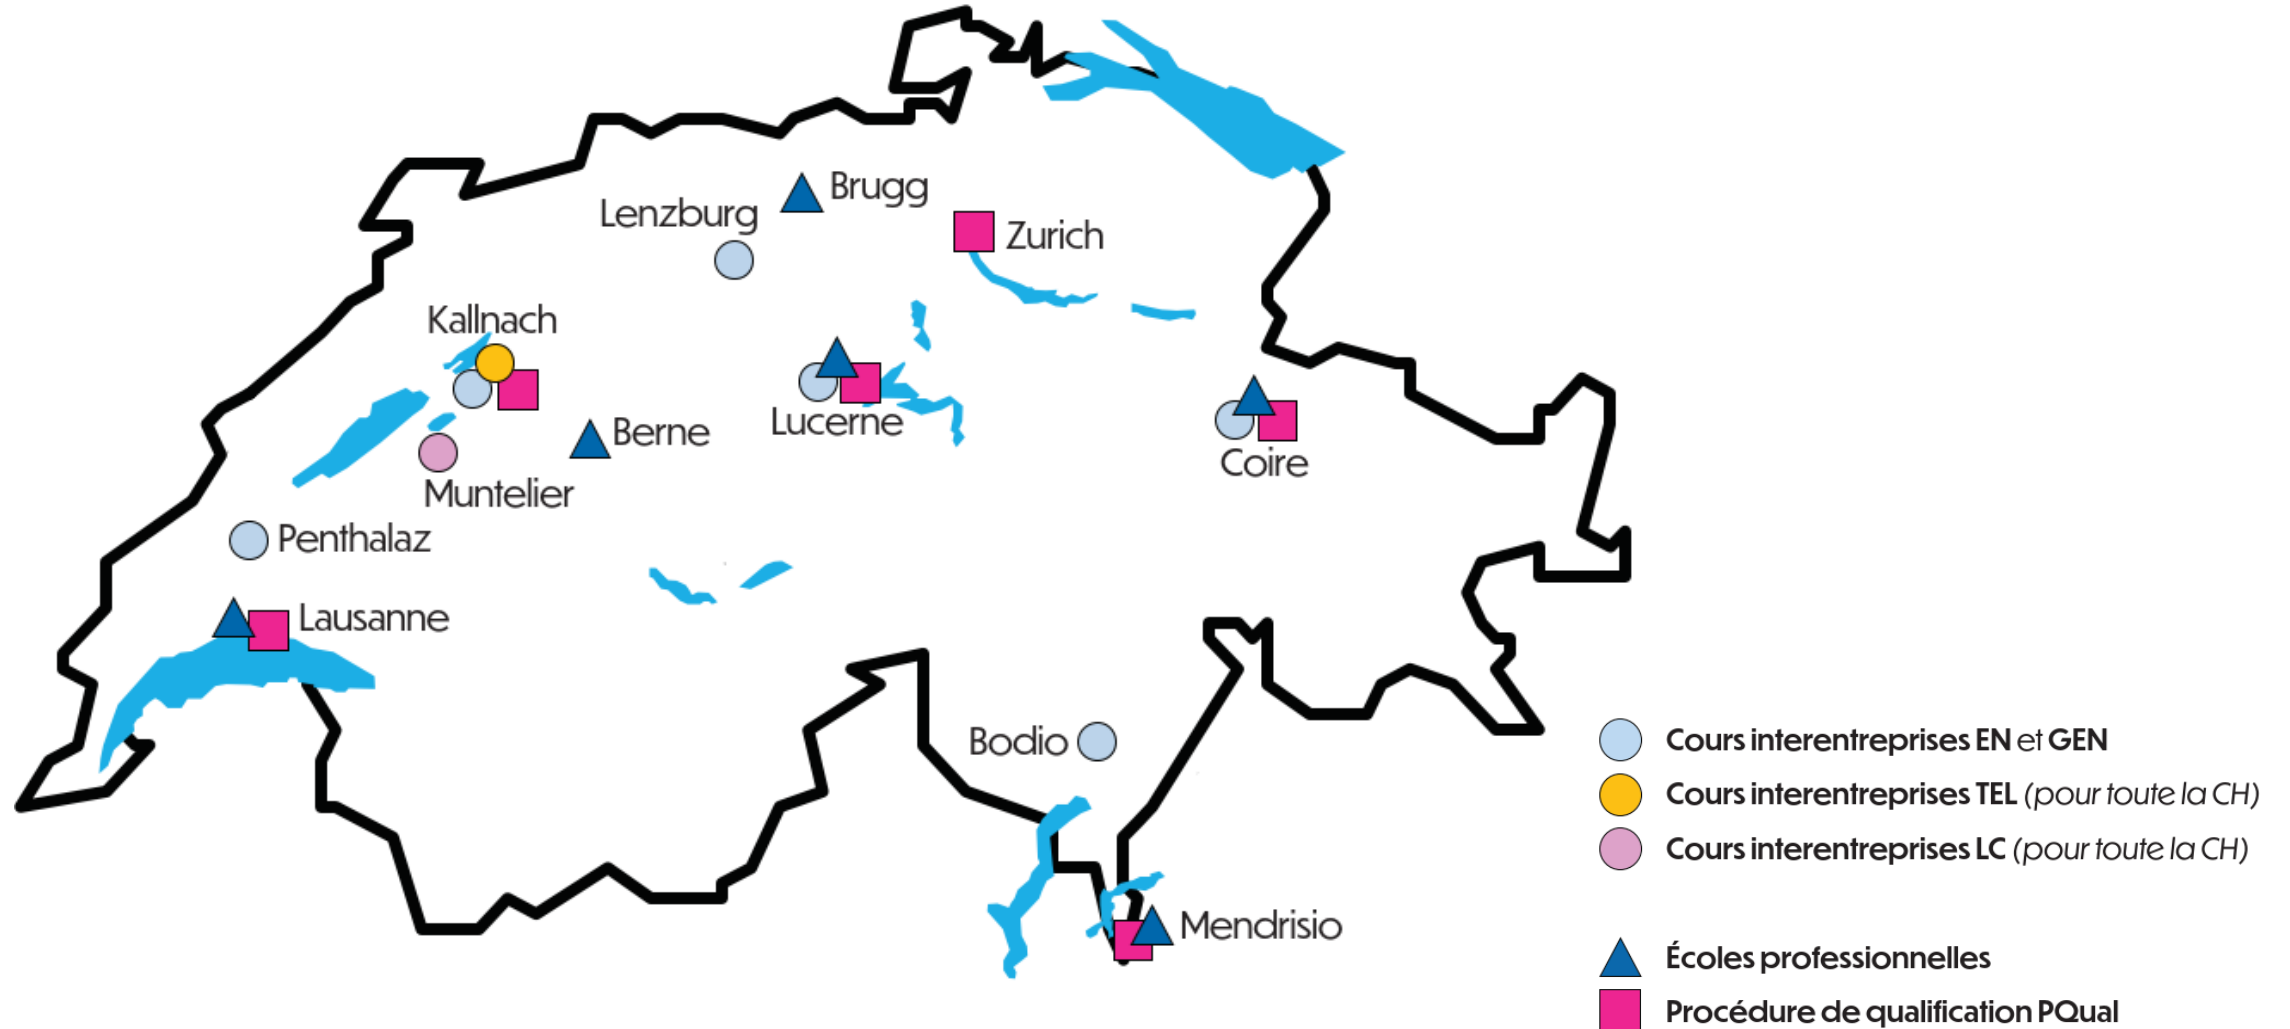 Brugg
Lenzburg
Zurich
Kallnach
Lucerne
Berne
Coire
Muntelier
Penthalaz
Lausanne
Bodio
Mendrisio
Cours interentreprises EN et GEN
Cours interentreprises TEL (pour toute la CH)
Cours interentreprises LC (pour toute la CH)
Écoles professionnelles
Procédure de qualification PQual